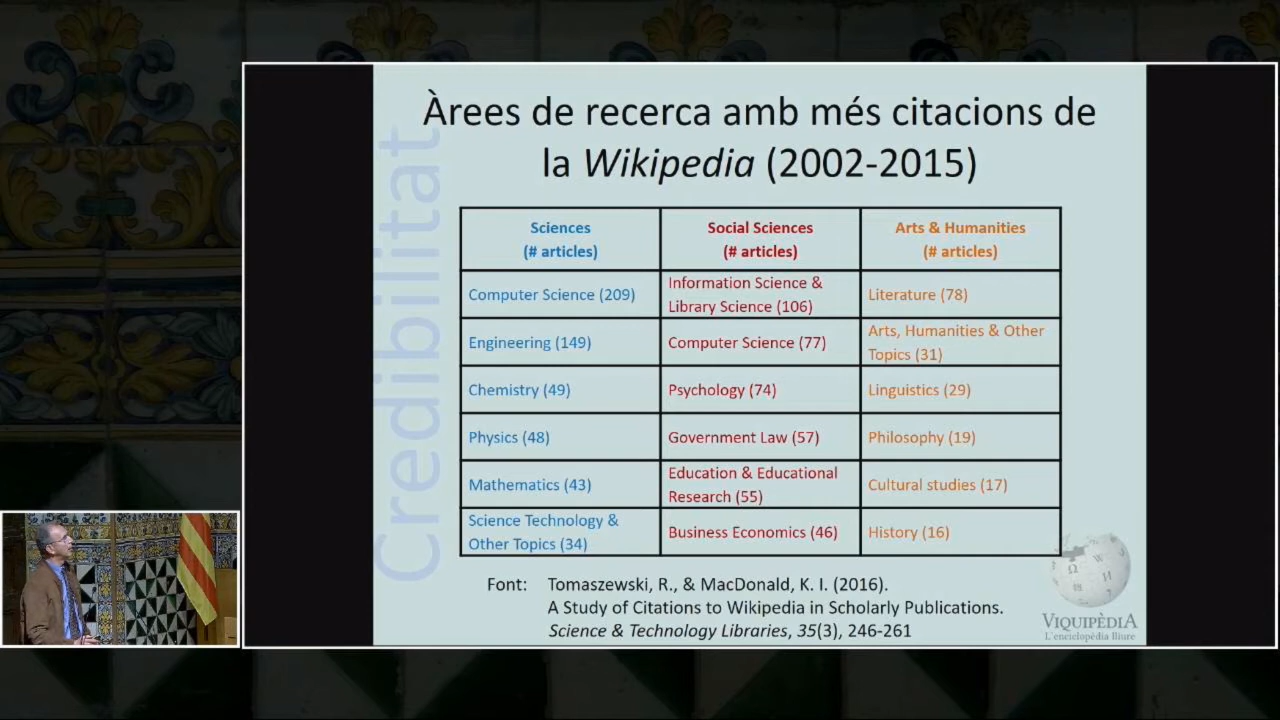 Àrees de recerca amb més citacions de
la Wikipedia (2002-2015)
Credibilitat
Sciences
(# articles)
Social Sciences
(# articles)
Arts & Humanities
(# articles)
Computer Science (209)
Information Science &
Library Science (106)
Literature (78)
Engineering (149)
Computer Science (77)
Arts, Humanities & Other
Topics (31)
Chemistry (49)
Psychology (74)
Linguistics (29)
Physics (48)
Government Law (57)
Philosophy (19)
Mathematics (43)
Education & Educational
Research (55)
Cultural studies (17)
Science Technology &
Other Topics (34)
Business Economics (46)
History (16)
Font: Tomaszewski, R., & MacDonald, K. I. (2016).
A Study of Citations to Wikipedia in Scholarly Publications.
Science & Technology Libraries, 35(3), 246-261
VIQUIPÈDIA
L'enciclopèdia lliure